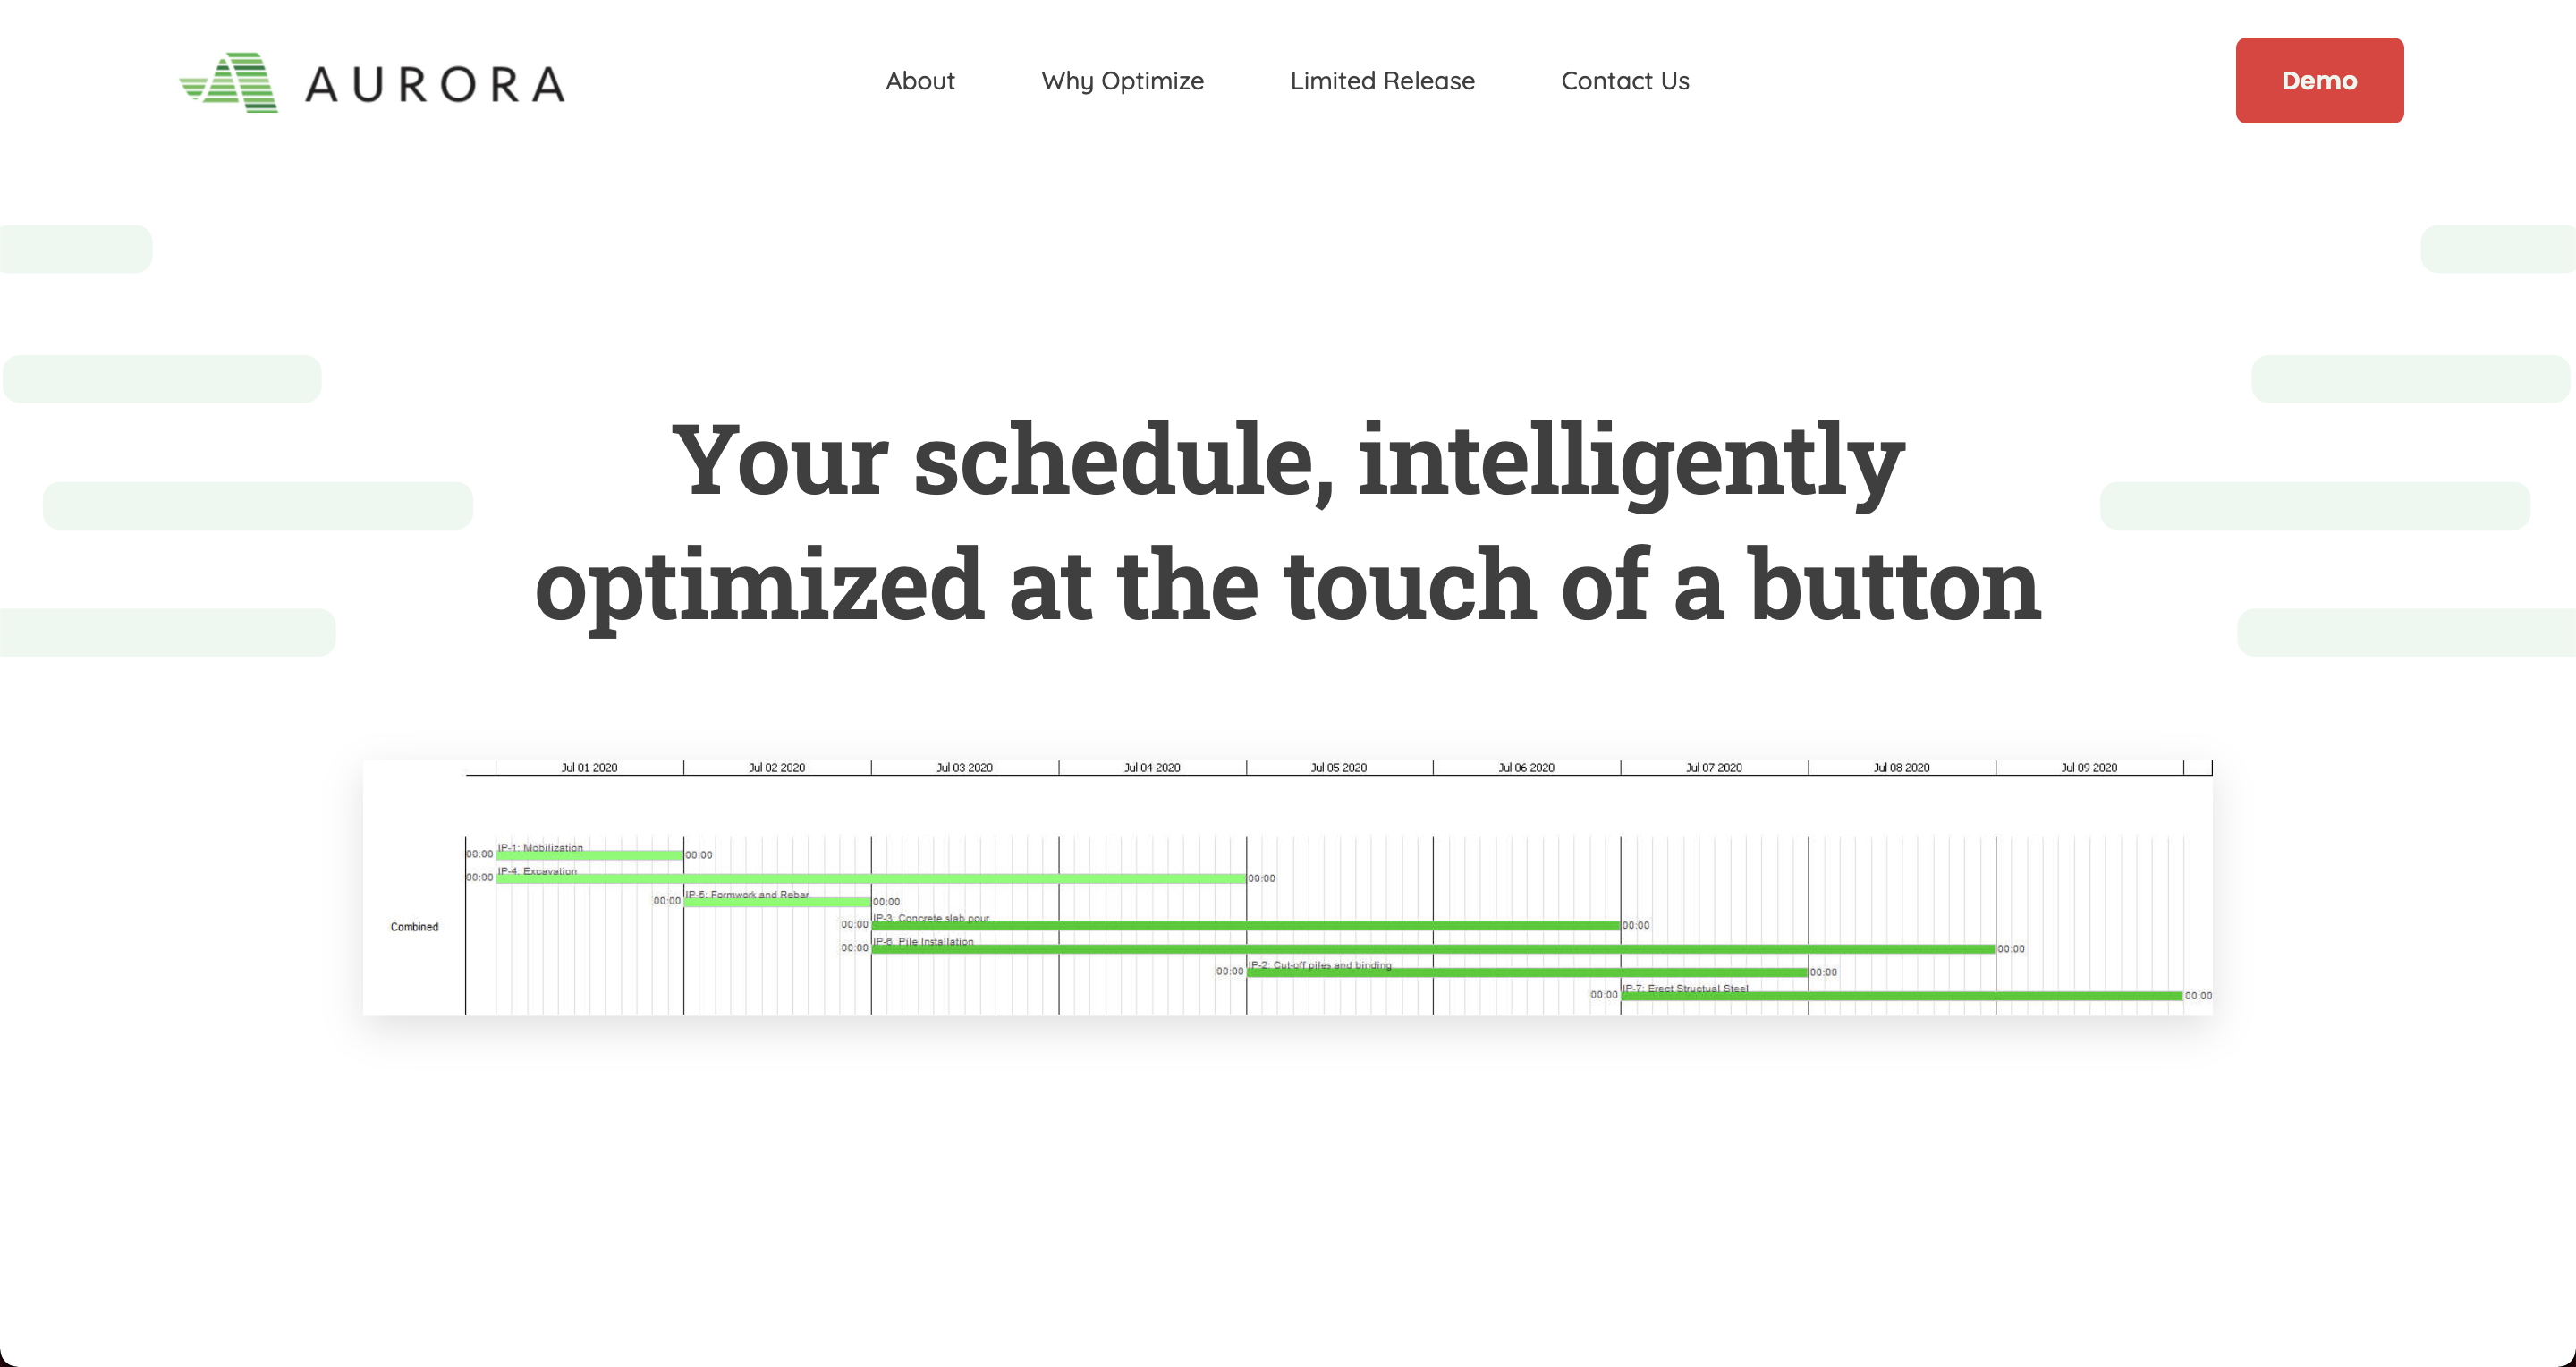 AURORA
About
Why Optimize
Limited Release
Contact Us
Demo
Your schedule, intelligently
optimized at the touch of a button
Jul 01 2020
Jul 02 2020
Jul 03 2020
Jul 04 2020
Jul 05 2020
Jul 06 2020
Jul 07 2020
Jul 08 2020
Jul 09 2020
Combined
00:00 IP-1: Mobilization 00:00
00:00 IP-4: Excavation 00:00
00:00 IP-5: Formwork and Rebar 00:00
00:00 IP-3: Concrete slab pour 00:00
00:00 IP-6: Pile Installation 00:00
00:00 IP-2: Cut-off piles and binding 00:00
00:00 IP-7: Erect Structual Steel 00:00